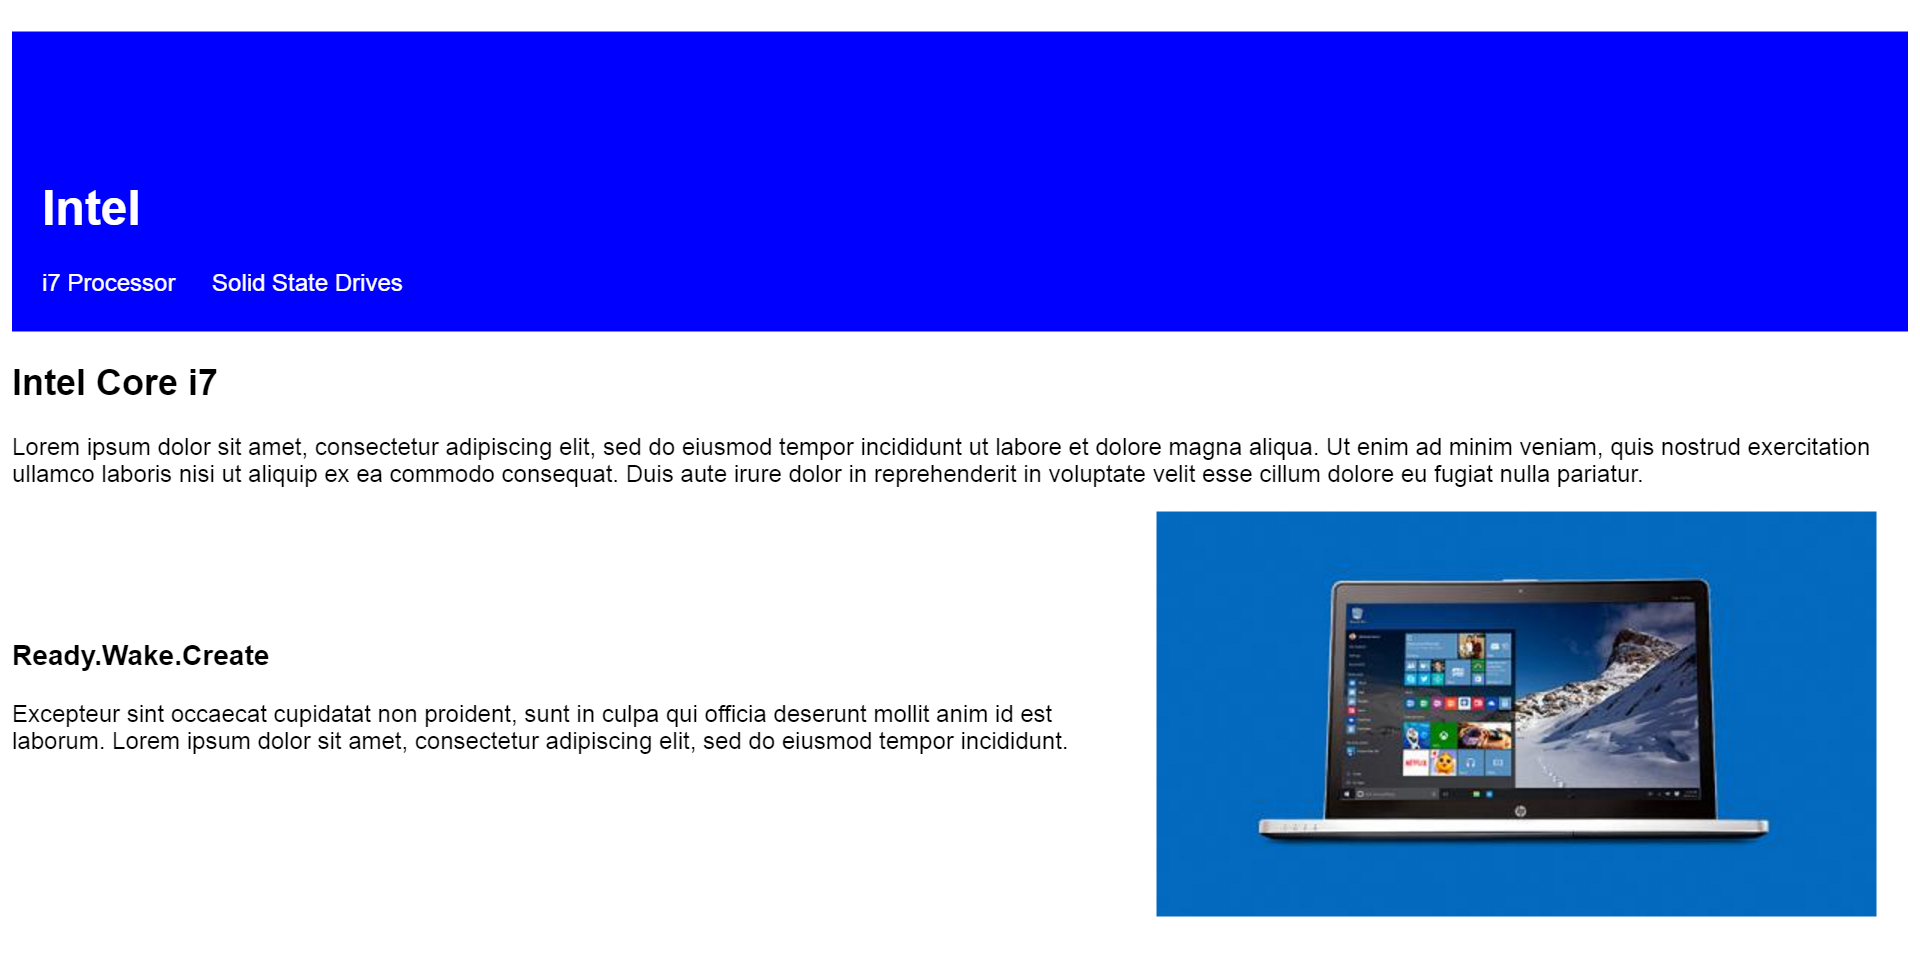 Intel
i7 Processor Solid State Drives
Intel Core i7
Lorem ipsum dolor sit amet, consectetur adipiscing elit, sed do eiusmod tempor incididunt ut labore et dolore magna aliqua. Ut enim ad minim veniam, quis nostrud exercitation
ullamco laboris nisi ut aliquip ex ea commodo consequat. Duis aute irure dolor in reprehenderit in voluptate velit esse cillum dolore eu fugiat nulla pariatur.
Ready.Wake.Create
Excepteur sint occaecat cupidatat non proident, sunt in culpa qui officia deserunt mollit anim id est
laborum. Lorem ipsum dolor sit amet, consectetur adipiscing elit, sed do eiusmod tempor incididunt.
NETFLIX
hp